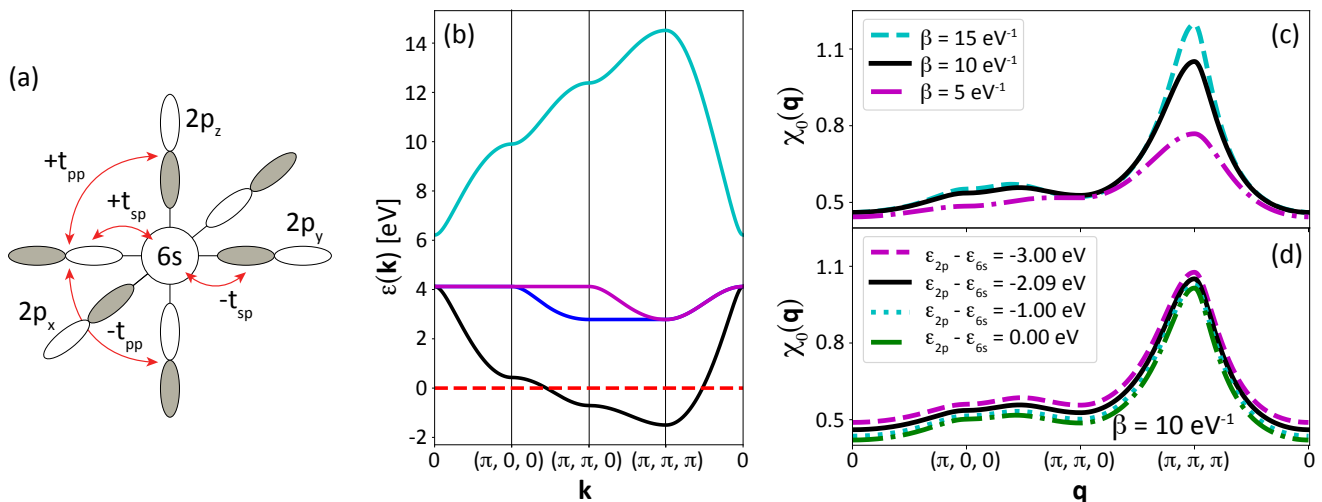 (a)
2p_z
+t_pp
+t_sp
6s
2p_y
-t_sp
2p_x
-t_pp
(b)
ε(k) [eV]
14
12
10
8
6
4
2
0
-2
0
(π, 0, 0)
(π, π, 0)
(π, π, π)
0
k
(c)
β = 15 eV⁻¹
β = 10 eV⁻¹
β = 5 eV⁻¹
χ₀(q)
1.1
0.8
0.5
(d)
ε_2p - ε_6s = -3.00 eV
ε_2p - ε_6s = -2.09 eV
ε_2p - ε_6s = -1.00 eV
ε_2p - ε_6s = 0.00 eV
χ₀(q)
1.1
0.8
0.5
β = 10 eV⁻¹
0
(π, 0, 0)
(π, π, 0)
(π, π, π)
0
q